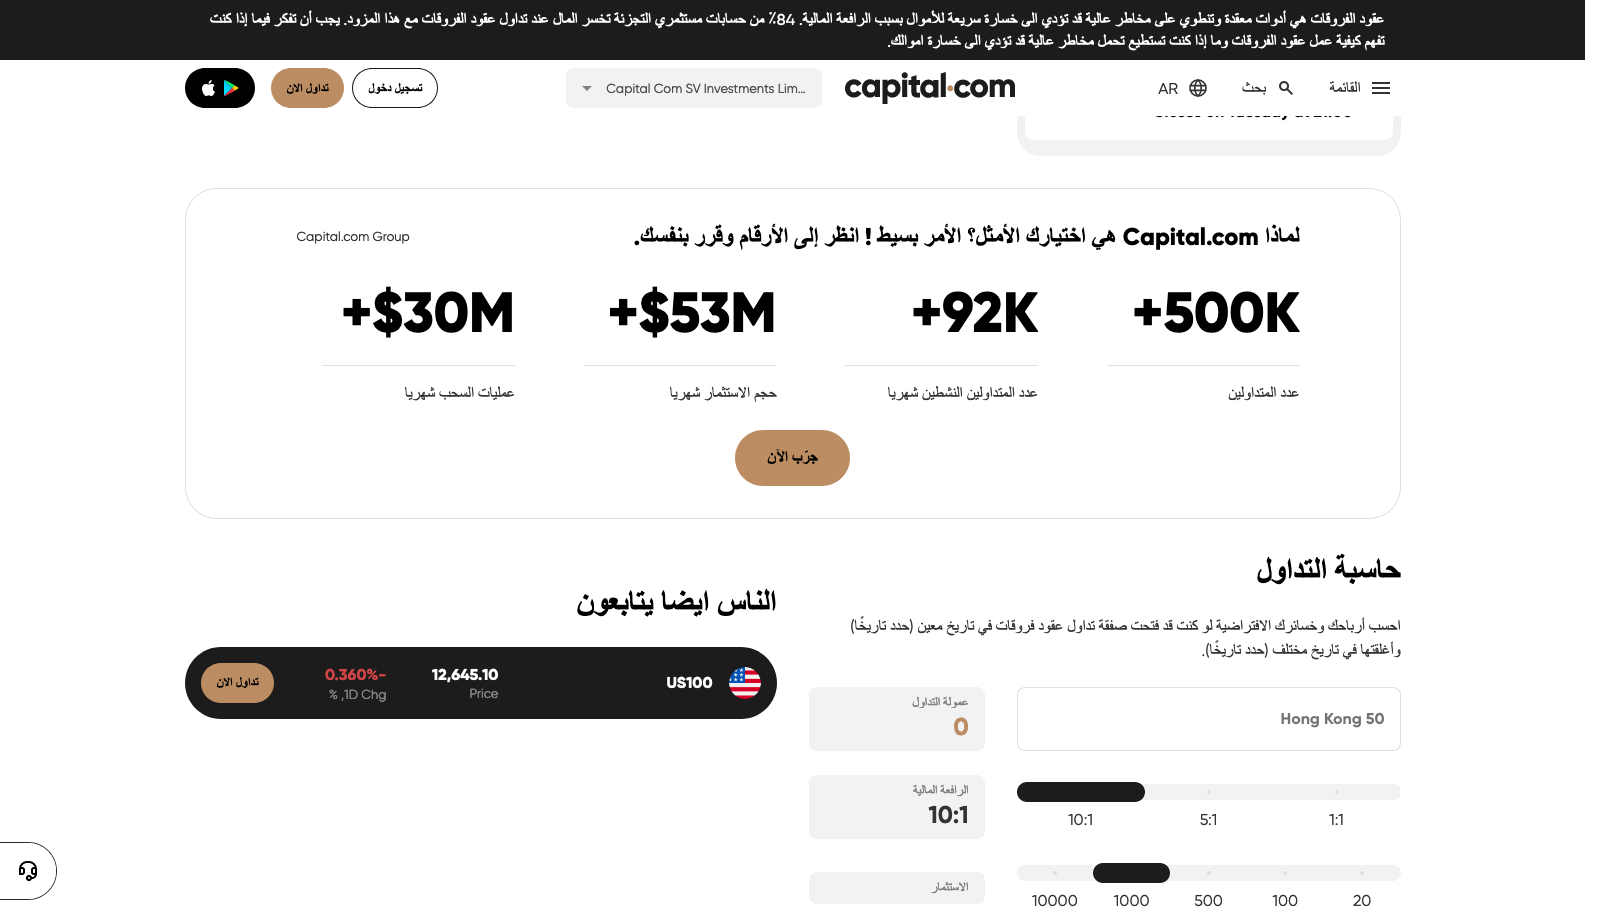 عقود الفروقات هي أدوات معقدة وتنطوي على مخاطر عالية قد تؤدي الى خسارة سريعة للأموال بسبب الرافعة المالية. 84٪ من حسابات مستثمري التجزئة تخسر المال عند تداول عقود الفروقات مع هذا المزود. يجب أن تفكر فيما إذا كنت
تفهم كيفية عمل عقود الفروقات وما إذا كنت تستطيع تحمل مخاطر عالية قد تؤدي الى خسارة اموالك.
القائمة
بحث
AR
capital.com
Capital Com SV Investments Lim...
تسجيل دخول
تداول الان
لماذا Capital.com هي اختيارك الأمثل؟ الأمر بسيط ! انظر إلى الأرقام وقرر بنفسك.
Capital.com Group
+500K
+92K
+$53M
+$30M
عدد المتداولين
عدد المتداولين النشطين شهريا
حجم الاستثمار شهريا
عمليات السحب شهريا
جرّب الآن
حاسبة التداول
احسب أرباحك وخسائرك الافتراضية لو كنت قد فتحت صفقة تداول عقود فروقات في تاريخ معين (حدد تاريخًا)
وأغلقتها في تاريخ مختلف (حدد تاريخًا).
Hong Kong 50
عمولة التداول
0
1:1
5:1
10:1
الرافعة المالية
10:1
20
100
500
1000
10000
الاستثمار
الناس ايضا يتابعون
US100
12,645.10
Price
0.360%-
% ,1D Chg
تداول الان